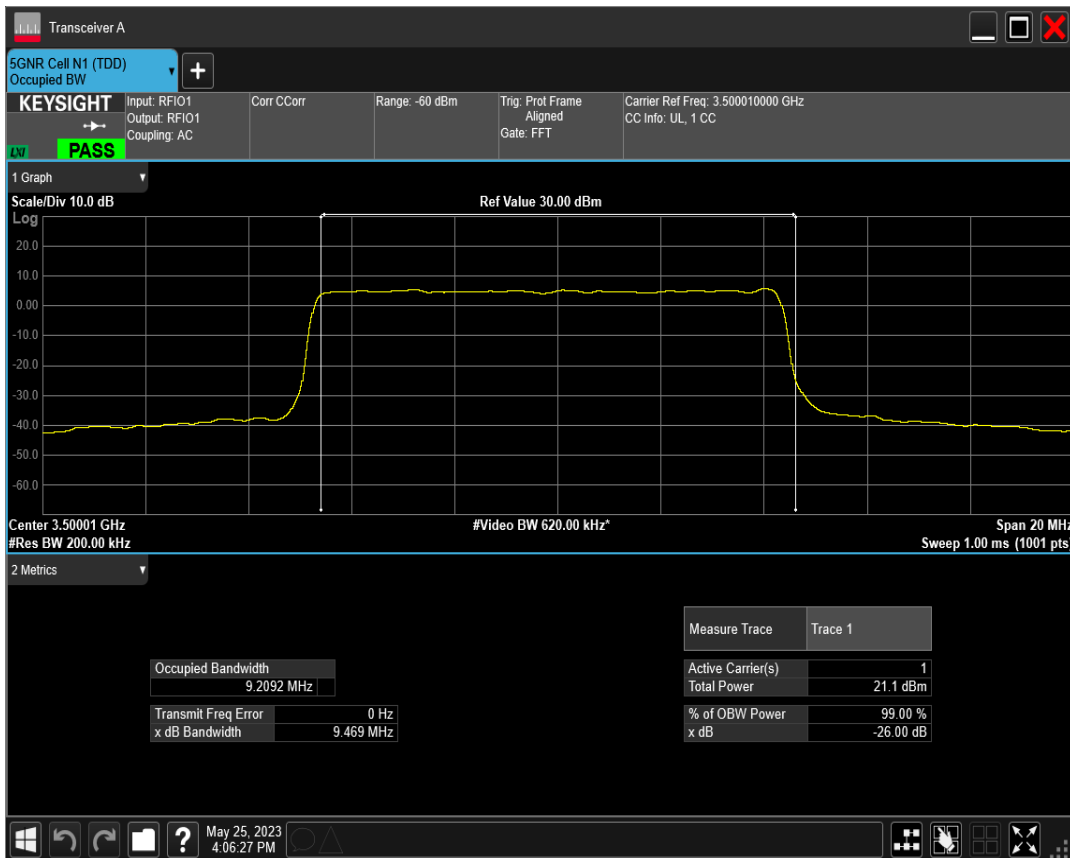 Transceiver A
5GNR Cell N1 (TDD)
Occupied BW
+
KEYSIGHT
LXI
PASS
Input: RFIO1
Output: RFIO1
Coupling: AC
Corr CCorr
Range: -60 dBm
Trig: Prot Frame
Aligned
Gate: FFT
Carrier Ref Freq: 3.500010000 GHz
CC Info: UL, 1 CC
1 Graph
Scale/Div 10.0 dB
Ref Value 30.00 dBm
Log
20.0
10.0
0.00
-10.0
-20.0
-30.0
-40.0
-50.0
-60.0
Center 3.50001 GHz
#Video BW 620.00 kHz*
Span 20 MHz
#Res BW 200.00 kHz
Sweep 1.00 ms (1001 pts)
2 Metrics
Measure Trace Trace 1
Occupied Bandwidth
9.2092 MHz
Transmit Freq Error 0 Hz
x dB Bandwidth 9.469 MHz
Active Carrier(s) 1
Total Power 21.1 dBm
% of OBW Power 99.00 %
x dB -26.00 dB
?
May 25, 2023
4:06:27 PM